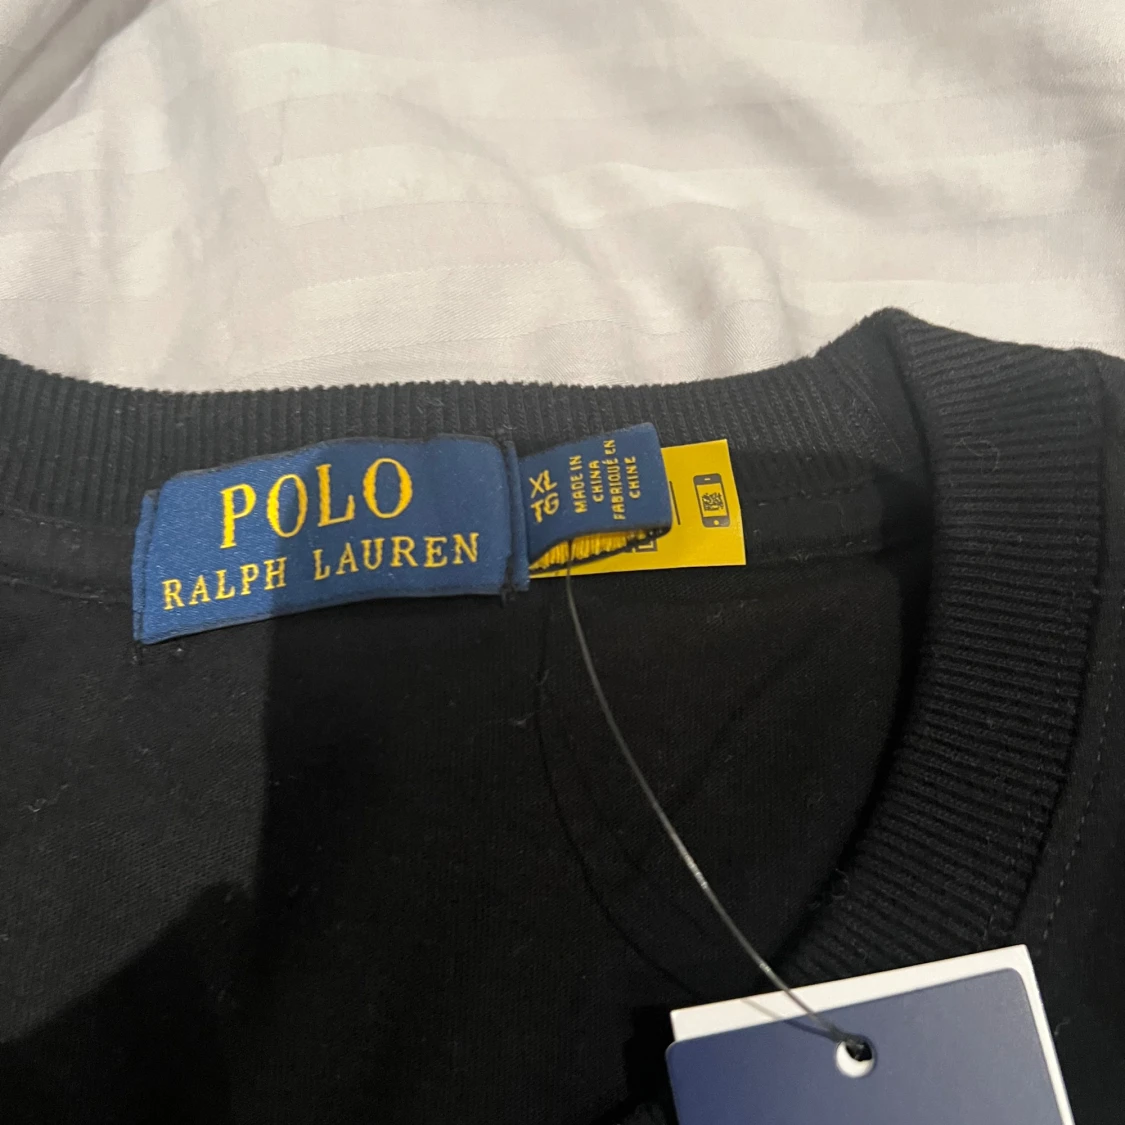 POLO
RALPH LAUREN
XL
TG
MADE IN
CHINA
FABRIQUÉ EN
CHINE